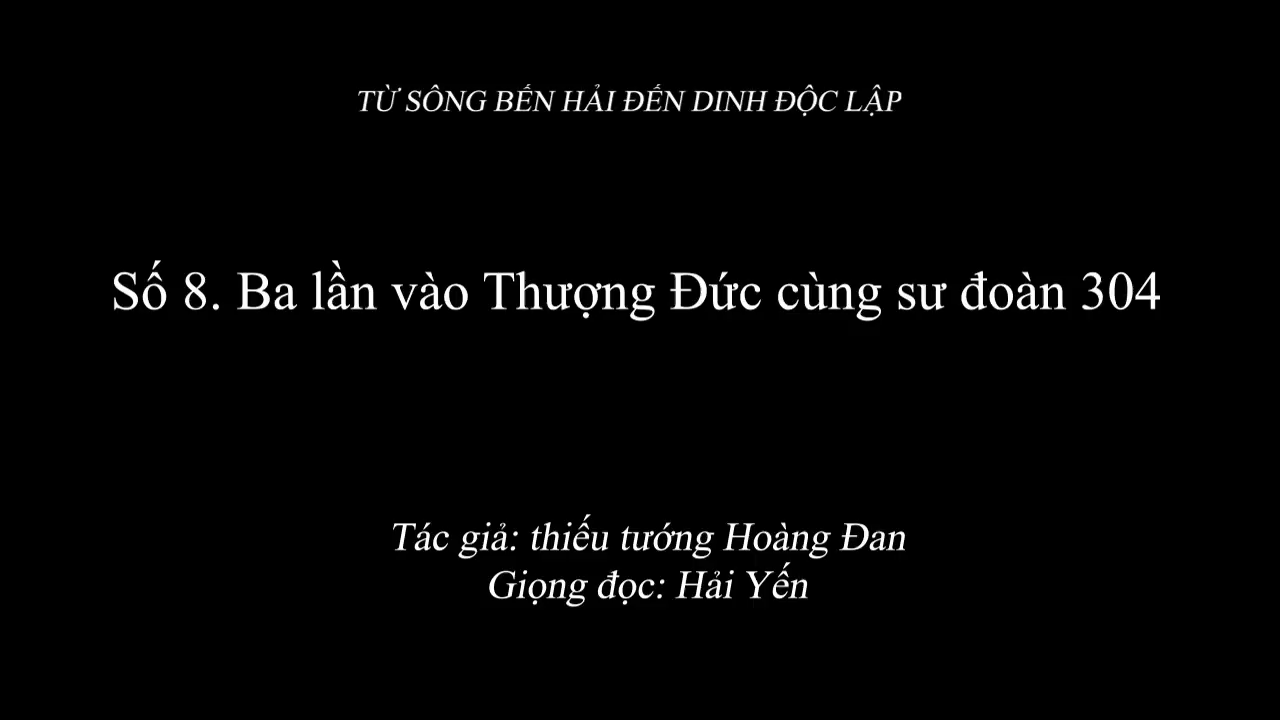 TỪ SÔNG BẾN HẢI ĐẾN DINH ĐỘC LẬP
Số 8. Ba lần vào Thượng Đức cùng sư đoàn 304
Tác giả: thiếu tướng Hoàng Đan
Giọng đọc: Hải Yến